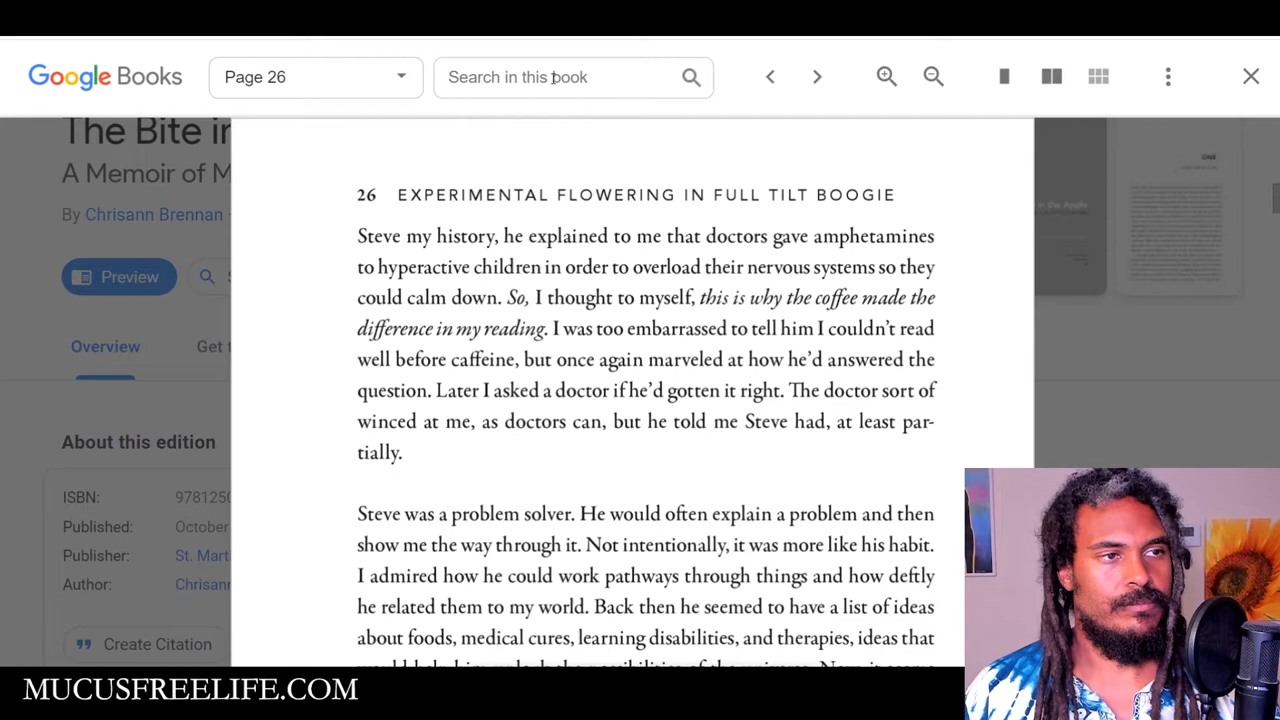 Google Books
Page 26
Search in this book
The Bite in
A Memoir of M
By Chrisann Brennan
Preview
Overview
Get t
About this edition
ISBN: 9781250
Published: October
Publisher: St. Mart
Author: Chrisann
Create Citation
ONE
26 EXPERIMENTAL FLOWERING IN FULL TILT BOOGIE
Steve my history, he explained to me that doctors gave amphetamines
to hyperactive children in order to overload their nervous systems so they
could calm down. So, I thought to myself, this is why the coffee made the
difference in my reading. I was too embarrassed to tell him I couldn’t read
well before caffeine, but once again marveled at how he’d answered the
question. Later I asked a doctor if he’d gotten it right. The doctor sort of
winced at me, as doctors can, but he told me Steve had, at least par-
tially.
Steve was a problem solver. He would often explain a problem and then
show me the way through it. Not intentionally, it was more like his habit.
I admired how he could work pathways through things and how deftly
he related them to my world. Back then he seemed to have a list of ideas
about foods, medical cures, learning disabilities, and therapies, ideas that
MUCUSFREELIFE.COM